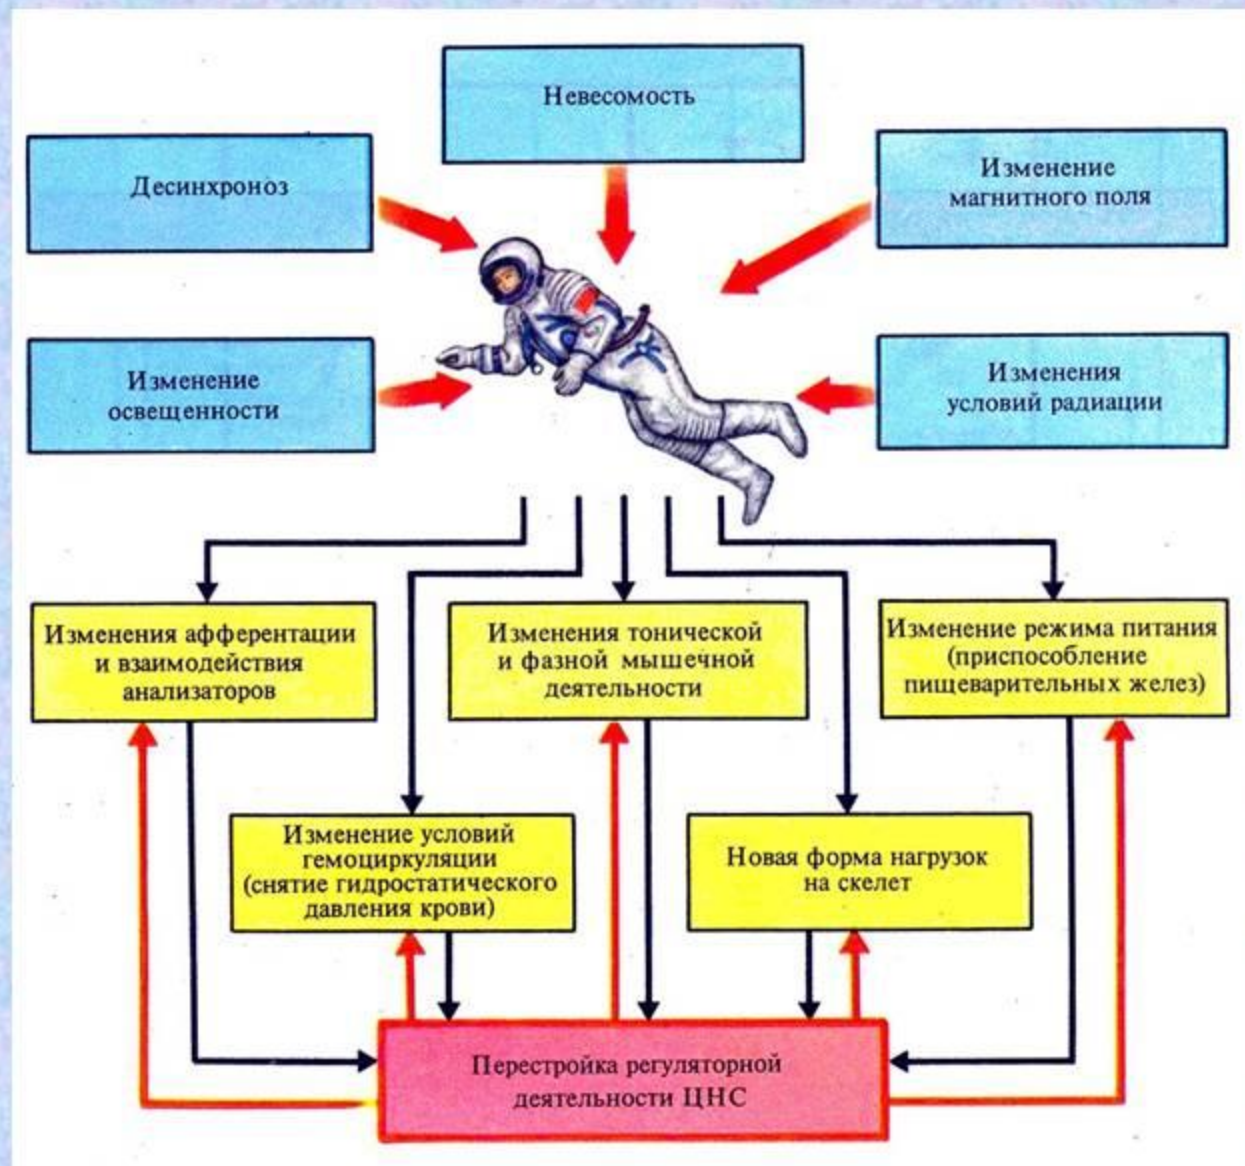 Невесомость
Десинхроноз
Изменение
магнитного поля
Изменение
освещенности
Изменения
условий радиации
Изменения афферентации
и взаимодействия
анализаторов
Изменения тонической
и фазной мышечной
деятельности
Изменение режима питания
(приспособление
пищеварительных желез)
Изменение условий
гемоциркуляции
(снятие гидростатического
давления крови)
Новая форма нагрузок
на скелет
Перестройка регуляторной
деятельности ЦНС